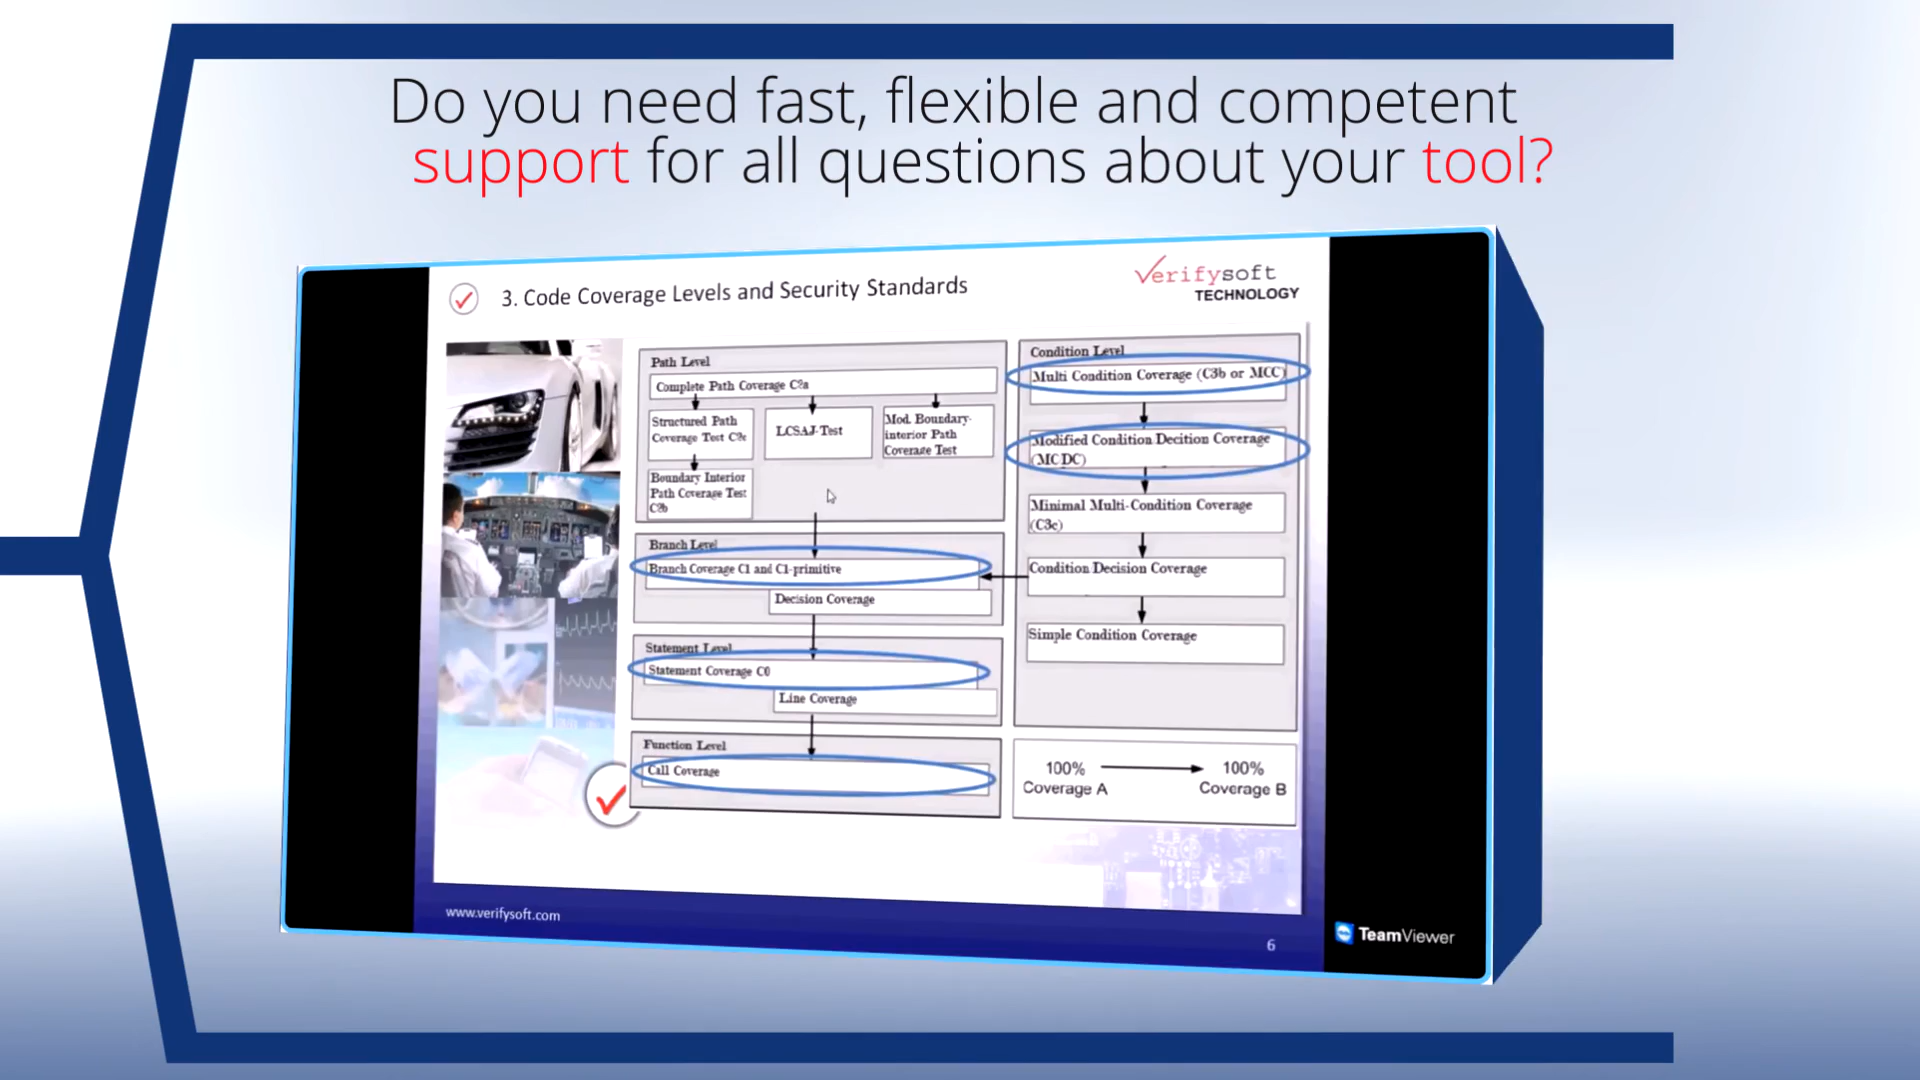 Do you need fast, flexible and competent
support for all questions about your tool?
3. Code Coverage Levels and Security Standards
Verifysoft
TECHNOLOGY
Path Level
Complete Path Coverage C2a
Structured Path
Coverage Test C2c
LCSAJ-Test
Mod. Boundary-
interior Path
Coverage Test
Boundary Interior
Path Coverage Test
C2b
Branch Level
Branch Coverage C1 and C1-primitive
Decision Coverage
Statement Level
Statement Coverage C0
Line Coverage
Function Level
Call Coverage
Condition Level
Multi Condition Coverage (C3b or MCC)
Modified Condition Decition Coverage
(MCDC)
Minimal Multi-Condition Coverage
(C3c)
Condition Decision Coverage
Simple Condition Coverage
100%
Coverage A
100%
Coverage B
www.verifysoft.com
6
TeamViewer